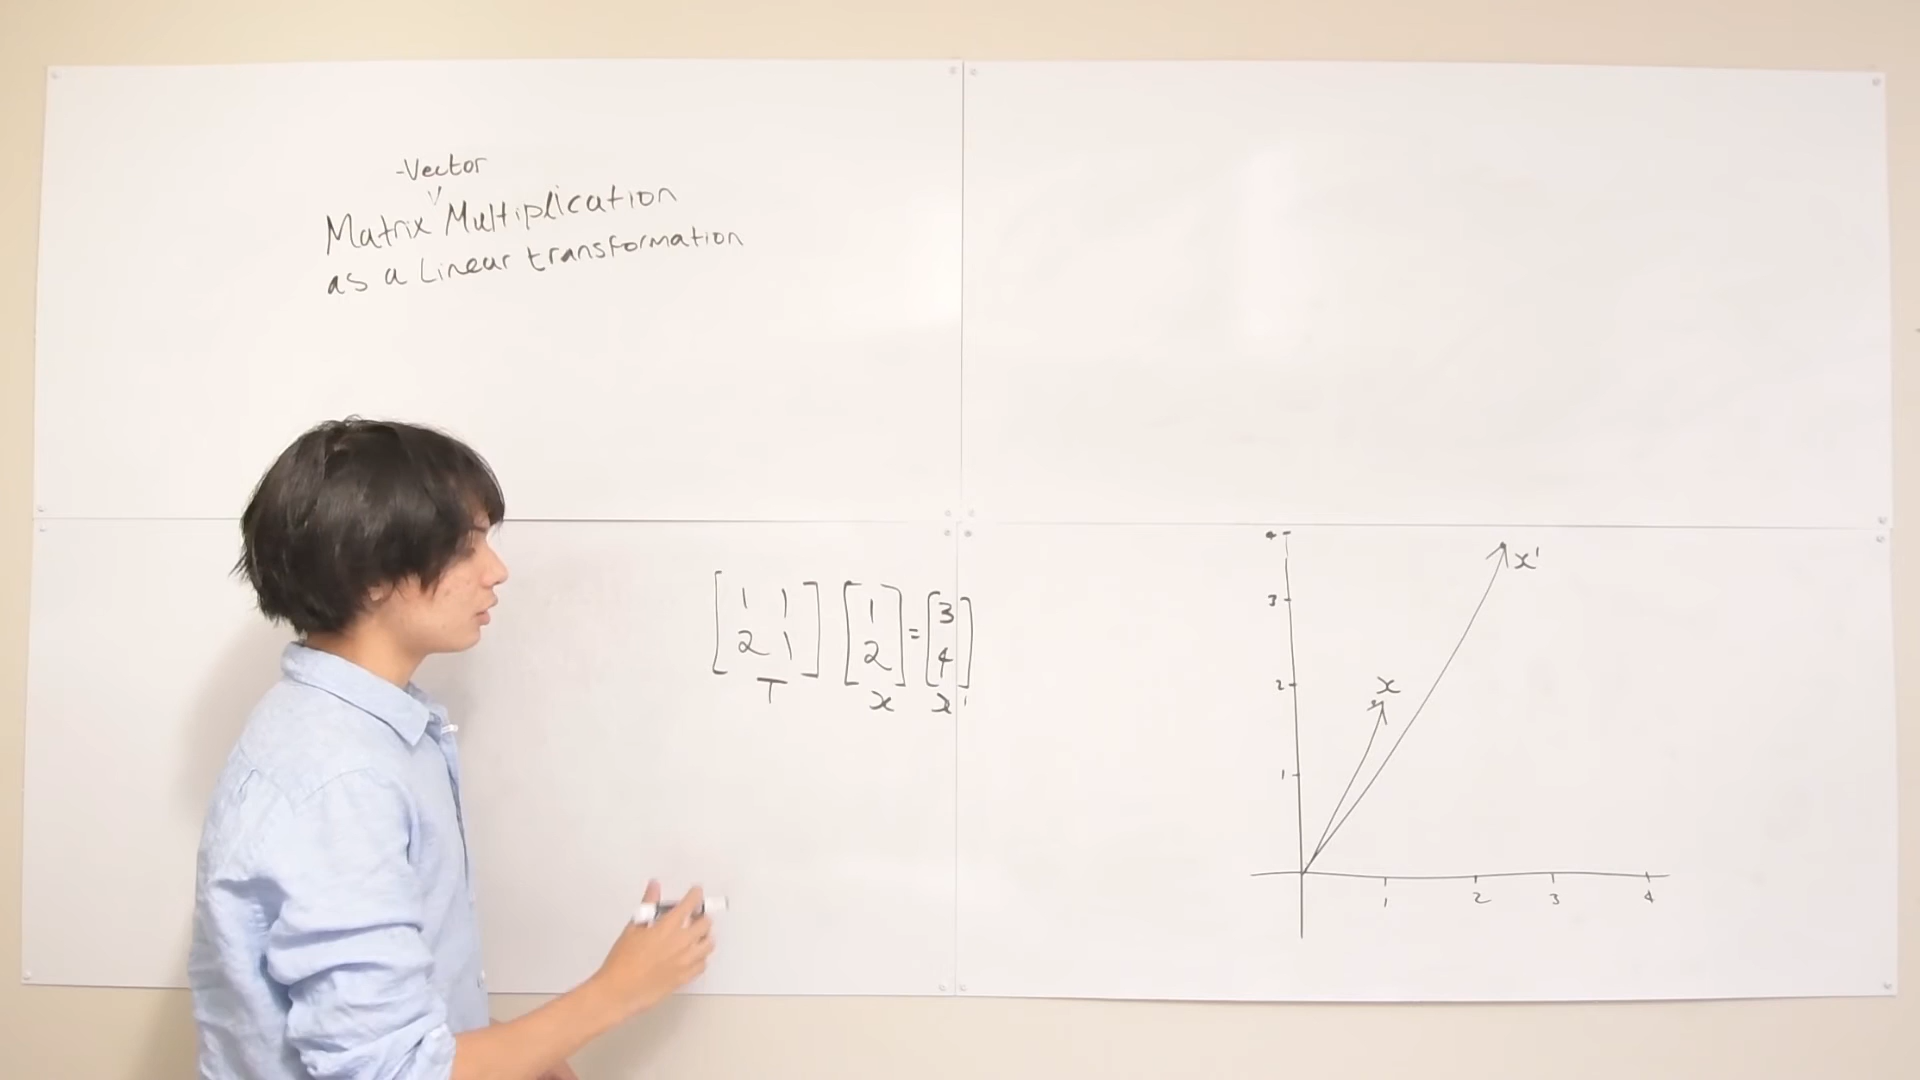 -Vector
V
Matrix Multiplication
as a Linear transformation
[1 1] [1] = [3]
[2 1] [2] [4]
T x x'
4
x'
3
2
x
1
1 2 3 4